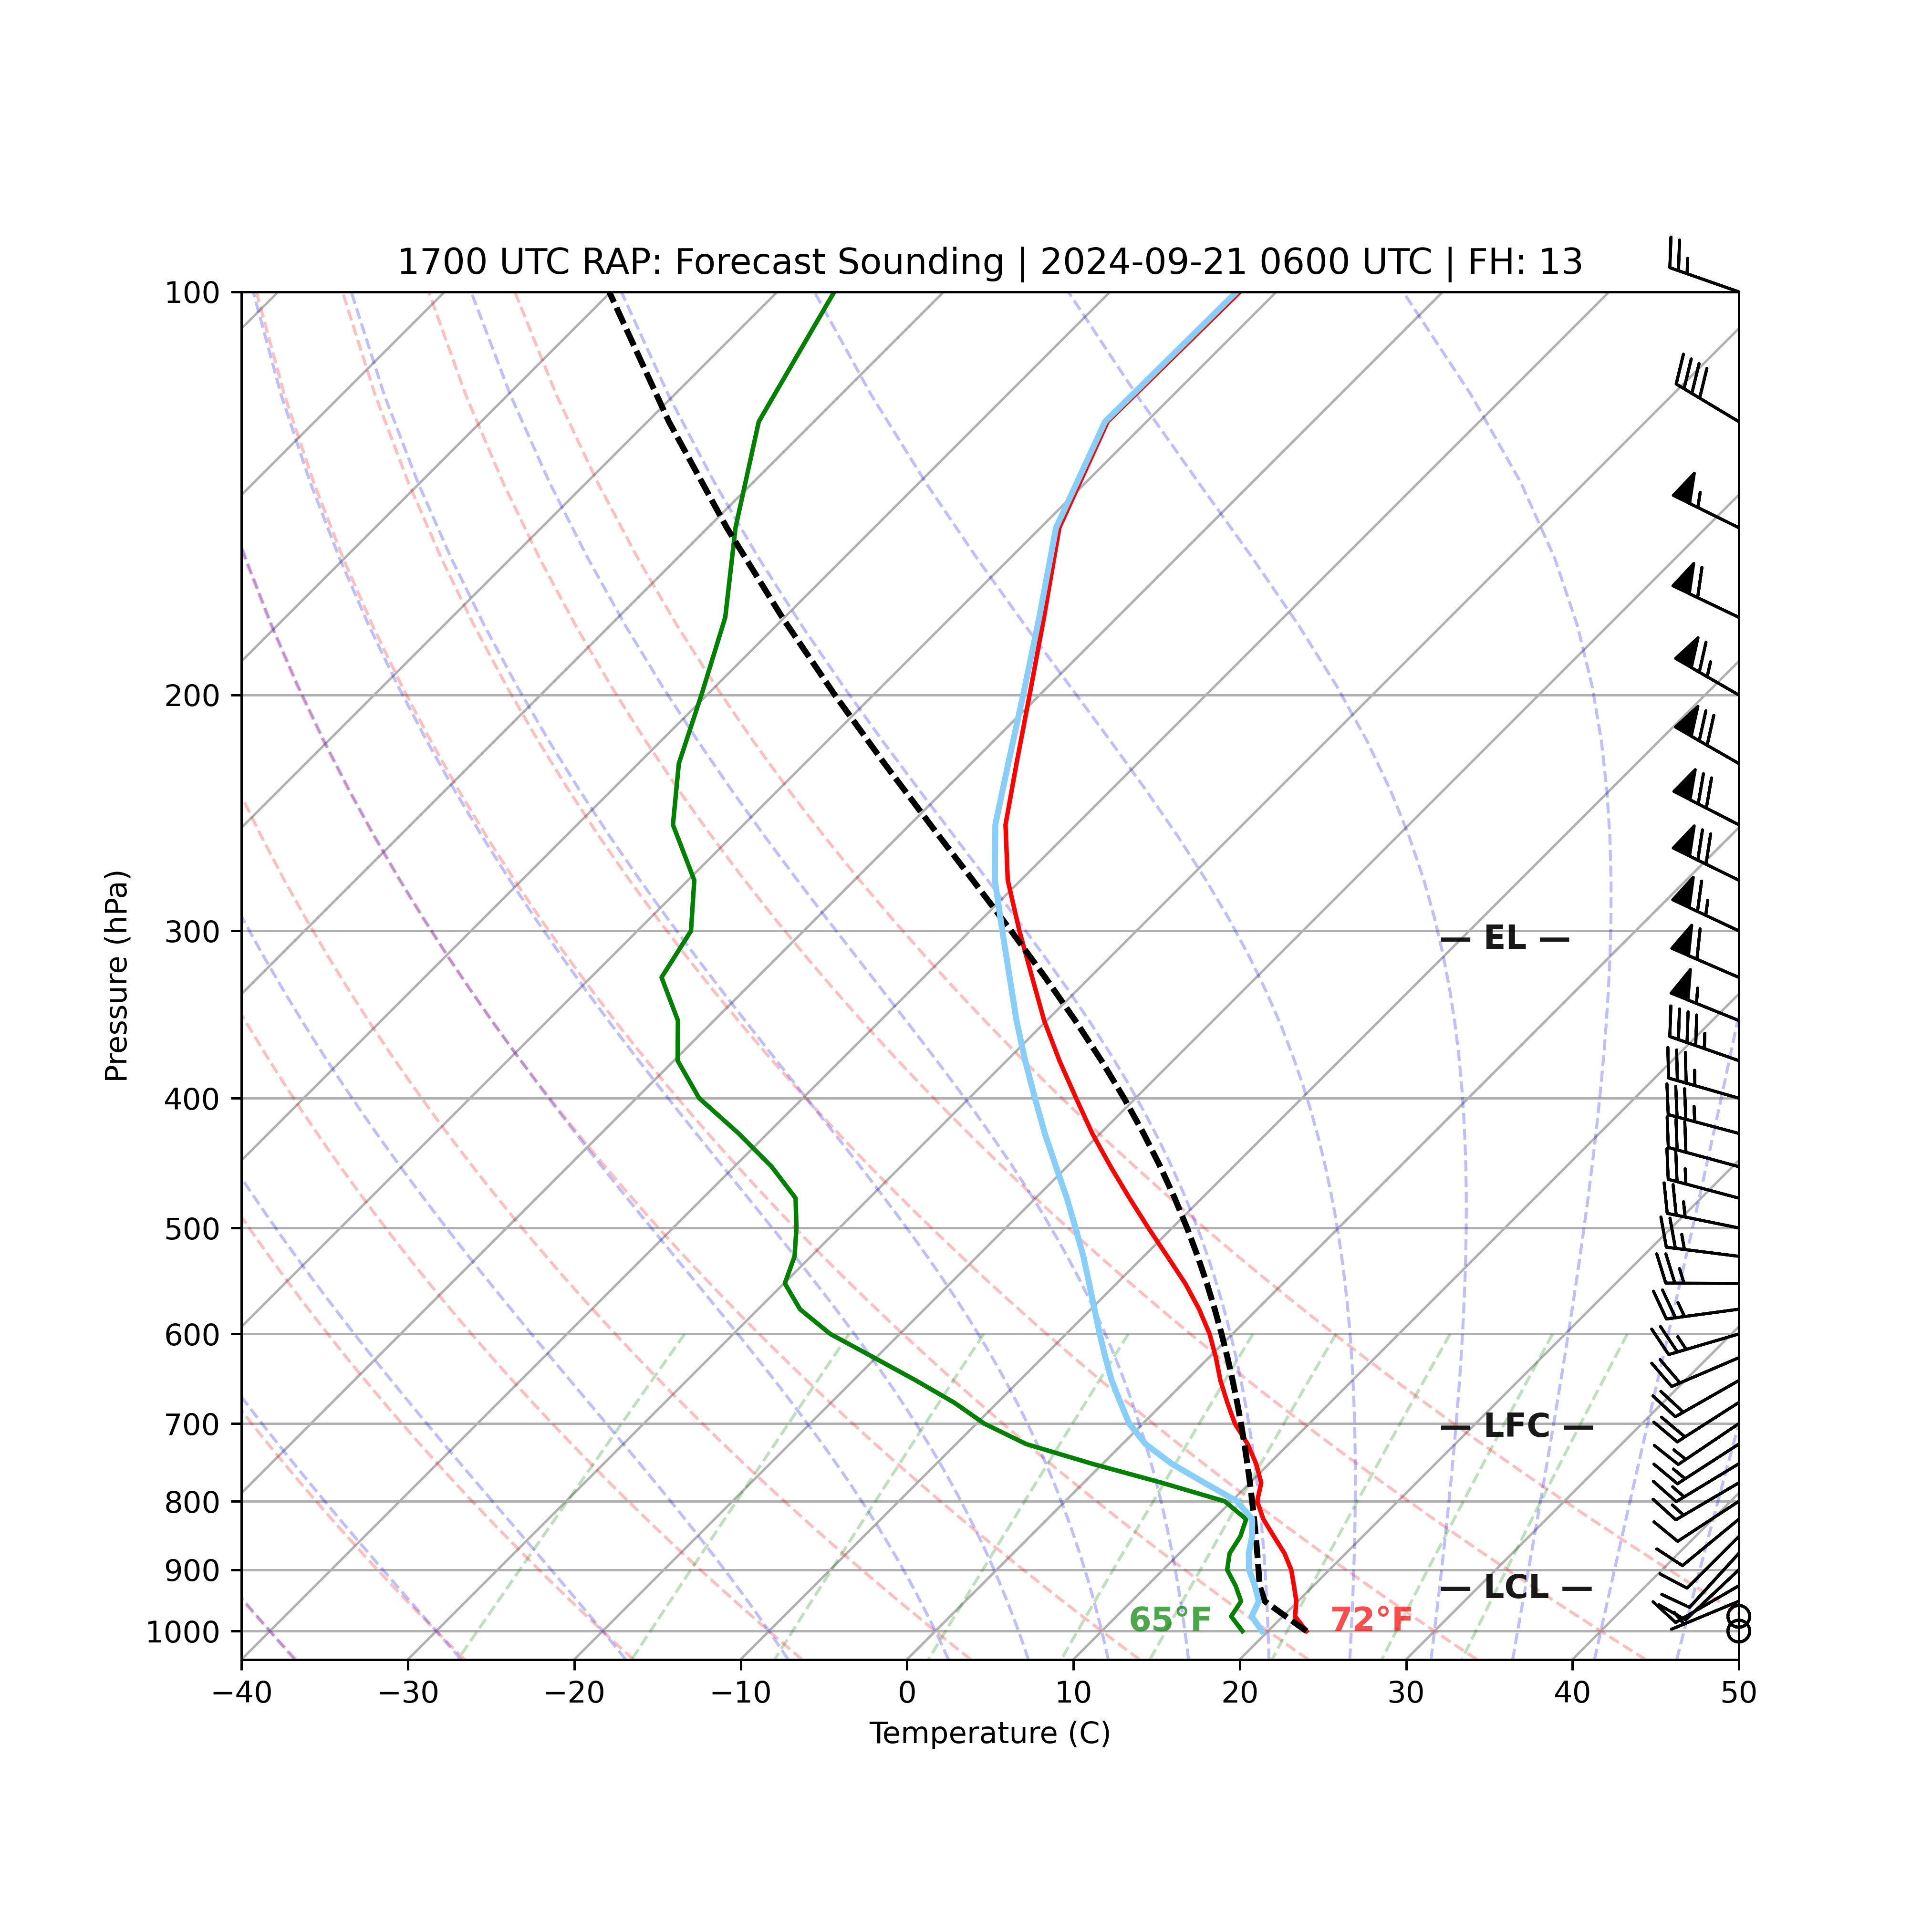 1700 UTC RAP: Forecast Sounding | 2024-09-21 0600 UTC | FH: 13
100
200
300
— EL —
400
500
600
700
— LFC —
800
900
— LCL —
1000
65°F
72°F
Pressure (hPa)
−40 −30 −20 −10 0 10 20 30 40 50
Temperature (C)